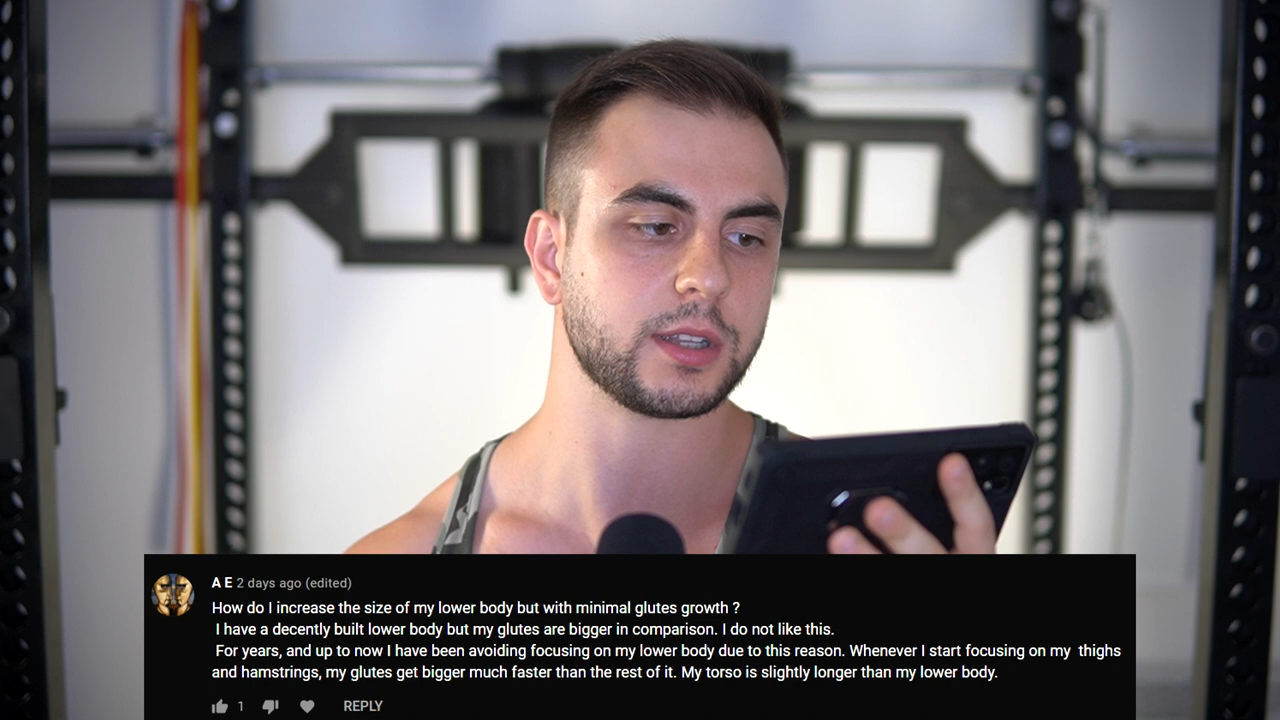 A E 2 days ago (edited)
How do I increase the size of my lower body but with minimal glutes growth ?
I have a decently built lower body but my glutes are bigger in comparison. I do not like this.
For years, and up to now I have been avoiding focusing on my lower body due to this reason. Whenever I start focusing on my thighs
and hamstrings, my glutes get bigger much faster than the rest of it. My torso is slightly longer than my lower body.
1 REPLY